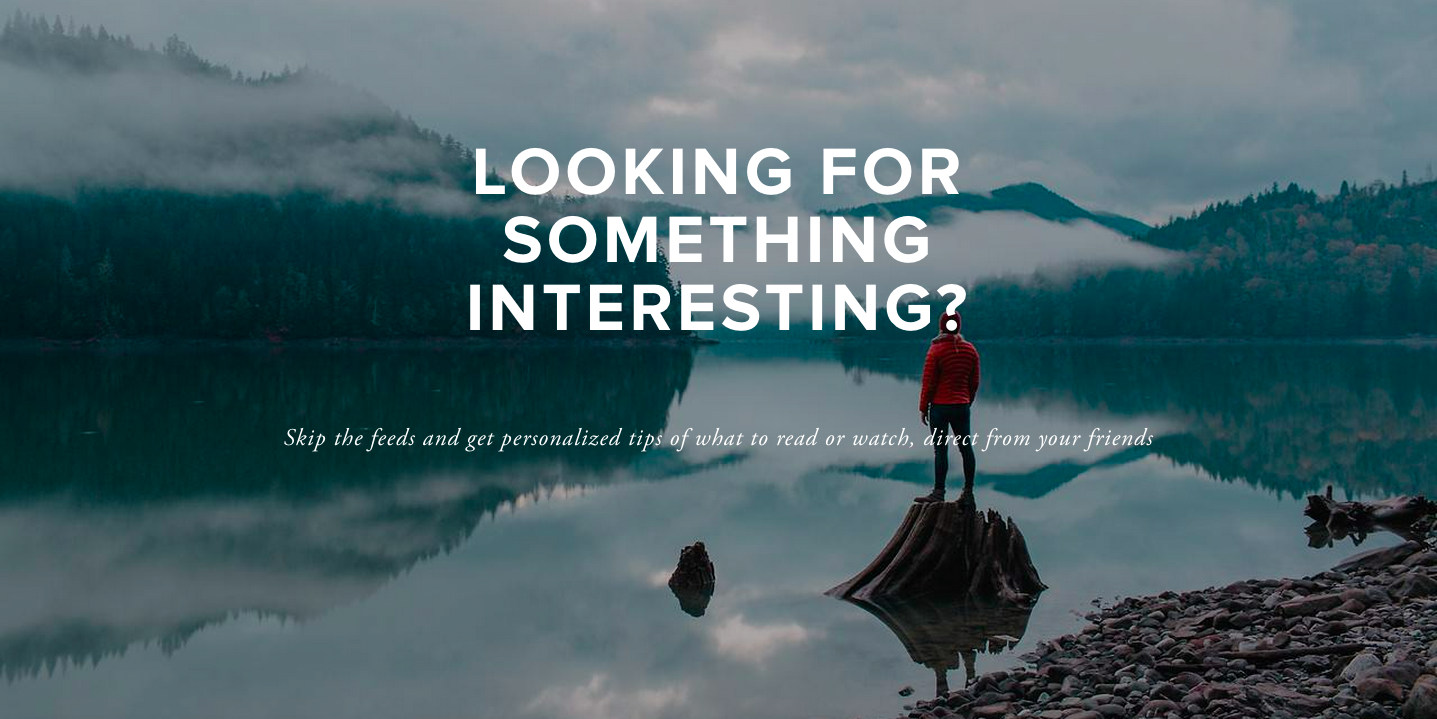 LOOKING FOR
SOMETHING
INTERESTING?
Skip the feeds and get personalized tips of what to read or watch, direct from your friends